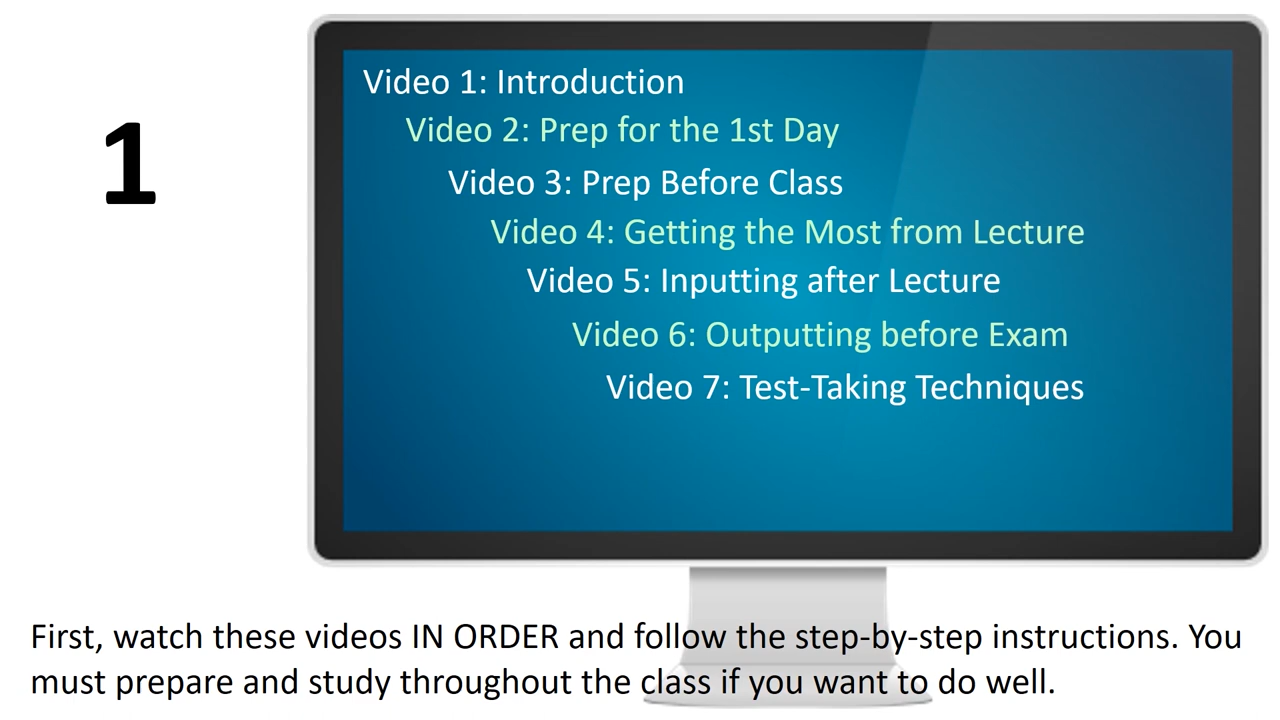 1
Video 1: Introduction
Video 2: Prep for the 1st Day
Video 3: Prep Before Class
Video 4: Getting the Most from Lecture
Video 5: Inputting after Lecture
Video 6: Outputting before Exam
Video 7: Test-Taking Techniques
First, watch these videos IN ORDER and follow the step-by-step instructions. You
must prepare and study throughout the class if you want to do well.